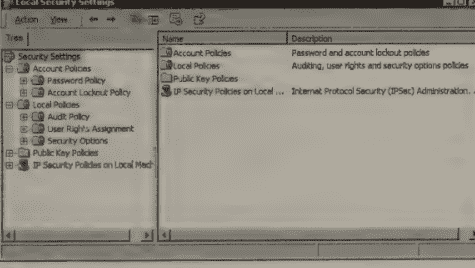 Local Security Settings
Action View
Tree
Security Settings
Account Policies
Password Policy
Account Lockout Policy
Local Policies
Audit Policy
User Rights Assignment
Security Options
Public Key Policies
IP Security Policies on Local Mach
Name Description
Account Policies Password and account lockout policies
Local Policies Auditing, user rights and security options policies
Public Key Policies
IP Security Policies on Local ... Internet Protocol Security (IPSec) Administration.